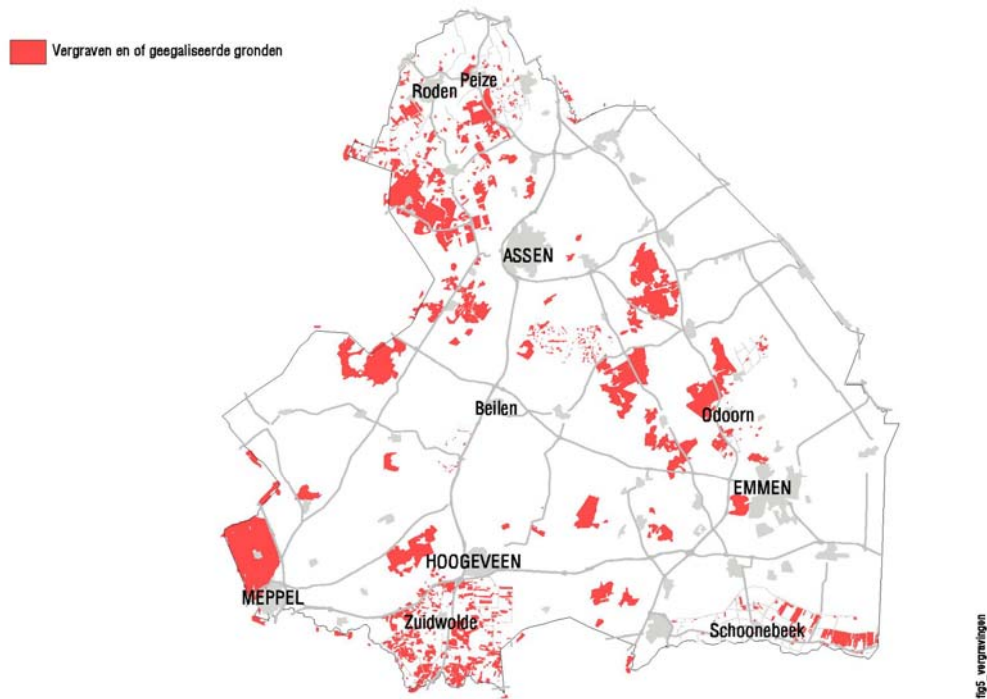 Vergraven en of geegaliseerde gronden
Peize
Roden
ASSEN
Beilen
Odoorn
EMMEN
HOOGEVEEN
MEPPEL
Zuidwolde
Schoonebeek
fig5_vergravingen